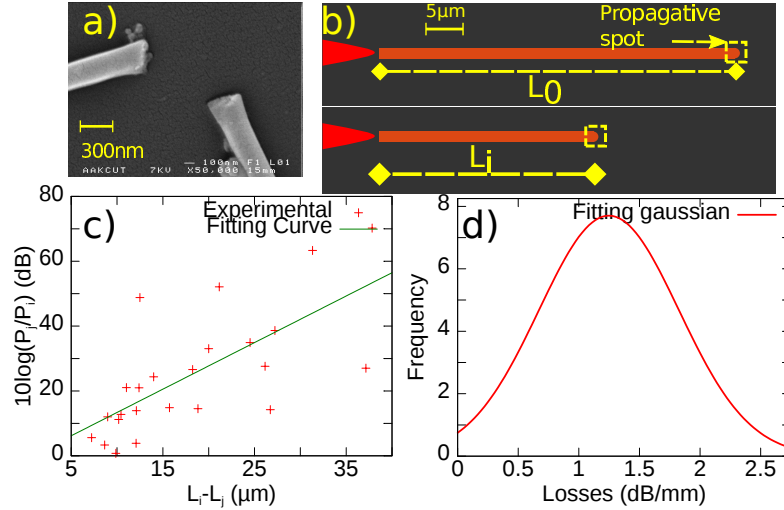 a)
300nm
100nm F1 L01
AAKCUT 7KV X50,000 15mm
b)
5μm
Propagative
spot
L0
Li
c)
Experimental
Fitting Curve
10log(Pj/Pi) (dB)
80
60
40
20
0
5
15
25
35
Li-Lj (μm)
d)
Fitting gaussian
Frequency
8
6
4
2
0
0
0.5
1
1.5
2
2.5
Losses (dB/mm)